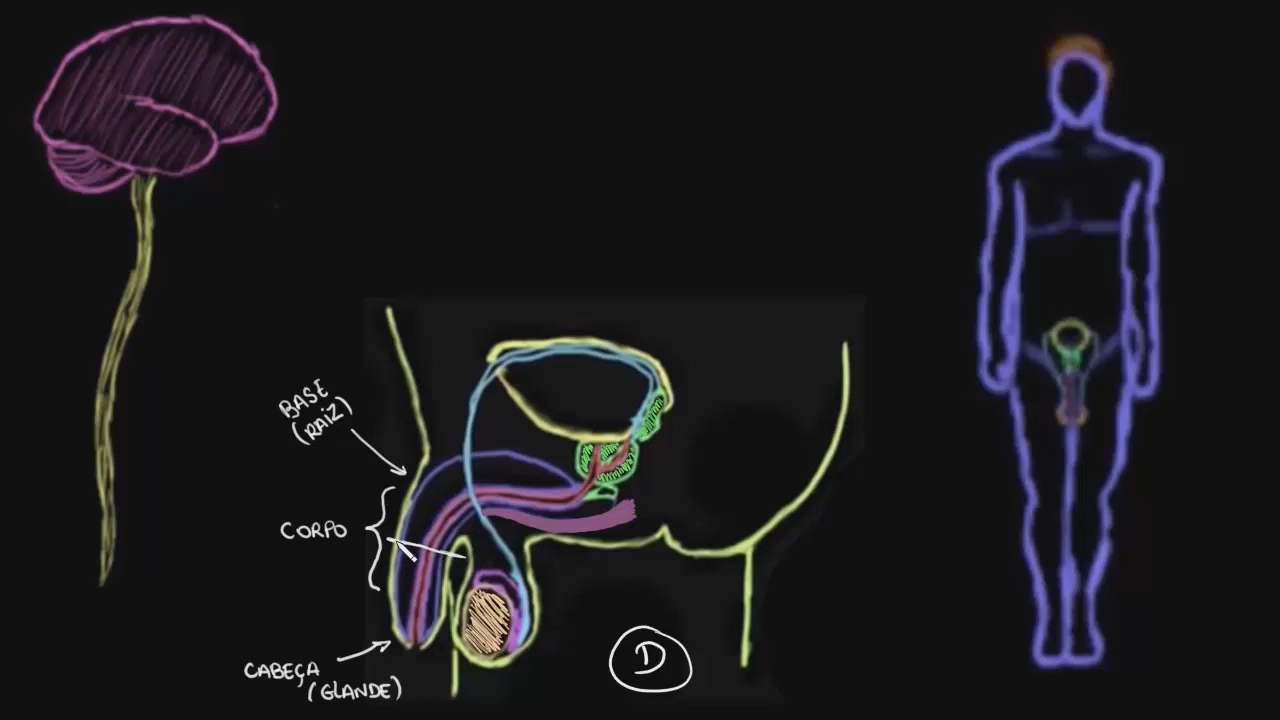 BASE
(RAIZ)
CORPO
CABEÇA
(GLANDE)
D